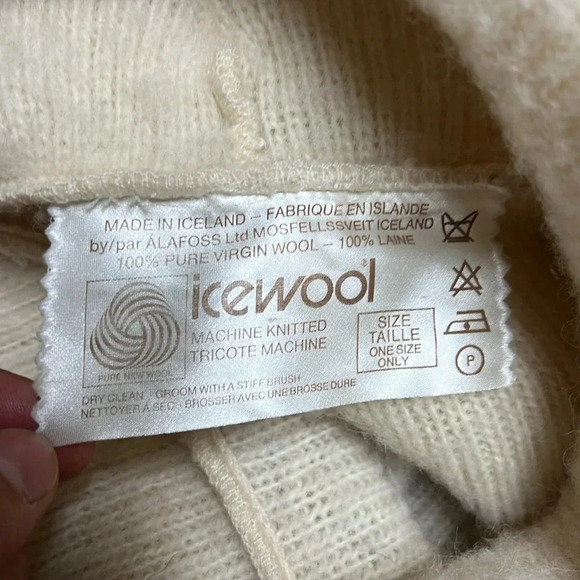 MADE IN ICELAND – FABRIQUE EN ISLANDE
by/par ÁLAFOSS Ltd MOSFELLSSVEIT ICELAND
100% PURE VIRGIN WOOL – 100% LAINE
icewool®
MACHINE KNITTED
TRICOTE MACHINE
PURE NEW WOOL
SIZE
TAILLE
ONE SIZE
ONLY
P
DRY CLEAN GROOM WITH A STIFF BRUSH
NETTOYER A SEC - BROSSER AVEC UNE BROSSE DURE